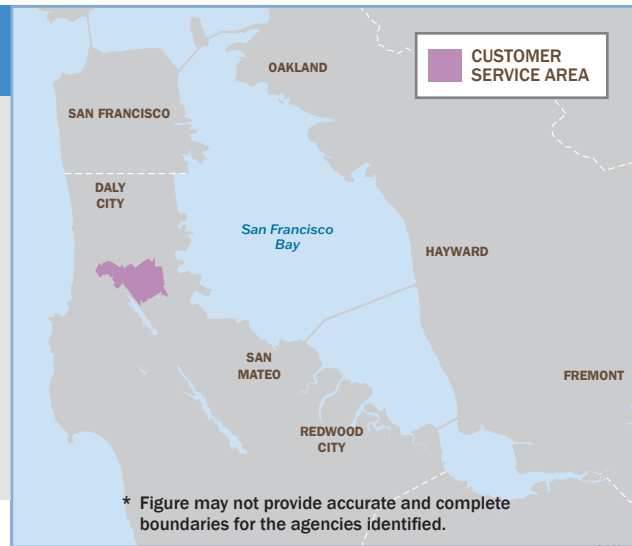 OAKLAND
CUSTOMER
SERVICE AREA
SAN FRANCISCO
DALY
CITY
San Francisco
Bay
HAYWARD
SAN
MATEO
FREMONT
REDWOOD
CITY
* Figure may not provide accurate and complete
boundaries for the agencies identified.